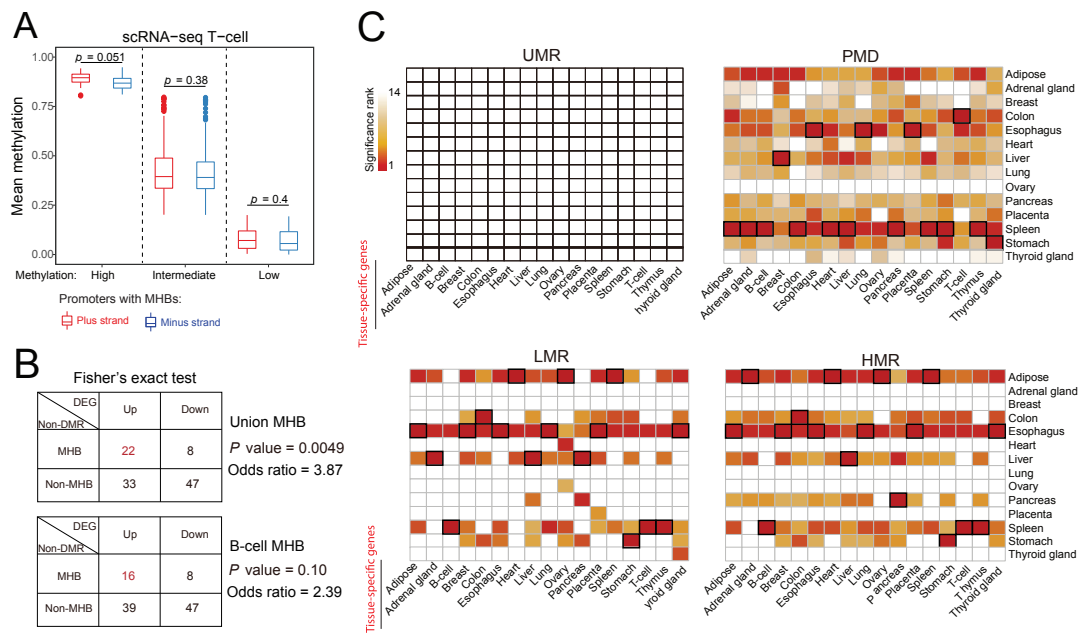 A
scRNA−seq T−cell
Mean methylation
1.00
0.75
0.50
0.25
0.00
p = 0.051
p = 0.38
p = 0.4
Methylation: High Intermediate Low
Promoters with MHBs:
Plus strand Minus strand
B
Fisher's exact test
DEG
Non-DMR
Up Down
MHB 22 8
Non-MHB 33 47
Union MHB
P value = 0.0049
Odds ratio = 3.87
DEG
Non-DMR
Up Down
MHB 16 8
Non-MHB 39 47
B-cell MHB
P value = 0.10
Odds ratio = 2.39
C
UMR
14
Significance rank
1
Tissue-specific genes
Adipose
Adrenal gland
B-cell
Breast
Colon
Esophagus
Heart
Liver
Lung
Ovary
Pancreas
Placenta
Spleen
Stomach
T-cell
Thymus
hyroid gland
PMD
Adipose
Adrenal gland
Breast
Colon
Esophagus
Heart
Liver
Lung
Ovary
Pancreas
Placenta
Spleen
Stomach
Thyroid gland
Adipose
Adrenal gland
B-cell
Breast
Colon
Esophagus
Heart
Liver
Lung
Ovary
Pancreas
Placenta
Spleen
Stomach
T-cell
Thymus
Thyroid gland
LMR
Tissue-specific genes
Adipose
Adrenal gland
B-cell
Breast
Colon
Esophagus
Heart
Liver
Lung
Ovary
Pancreas
Placenta
Spleen
Stomach
T-cell
Thymus
yroid gland
HMR
Adipose
Adrenal gland
Breast
Colon
Esophagus
Heart
Liver
Lung
Ovary
Pancreas
Placenta
Spleen
Stomach
Thyroid gland
Adipose
Adrenal gland
B-cell
Breast
Colon
Esophagus
Heart
Liver
Lung
Ovary
P ancreas
Placenta
Spleen
Stomach
T-cell
T hymus
Thyroid gland